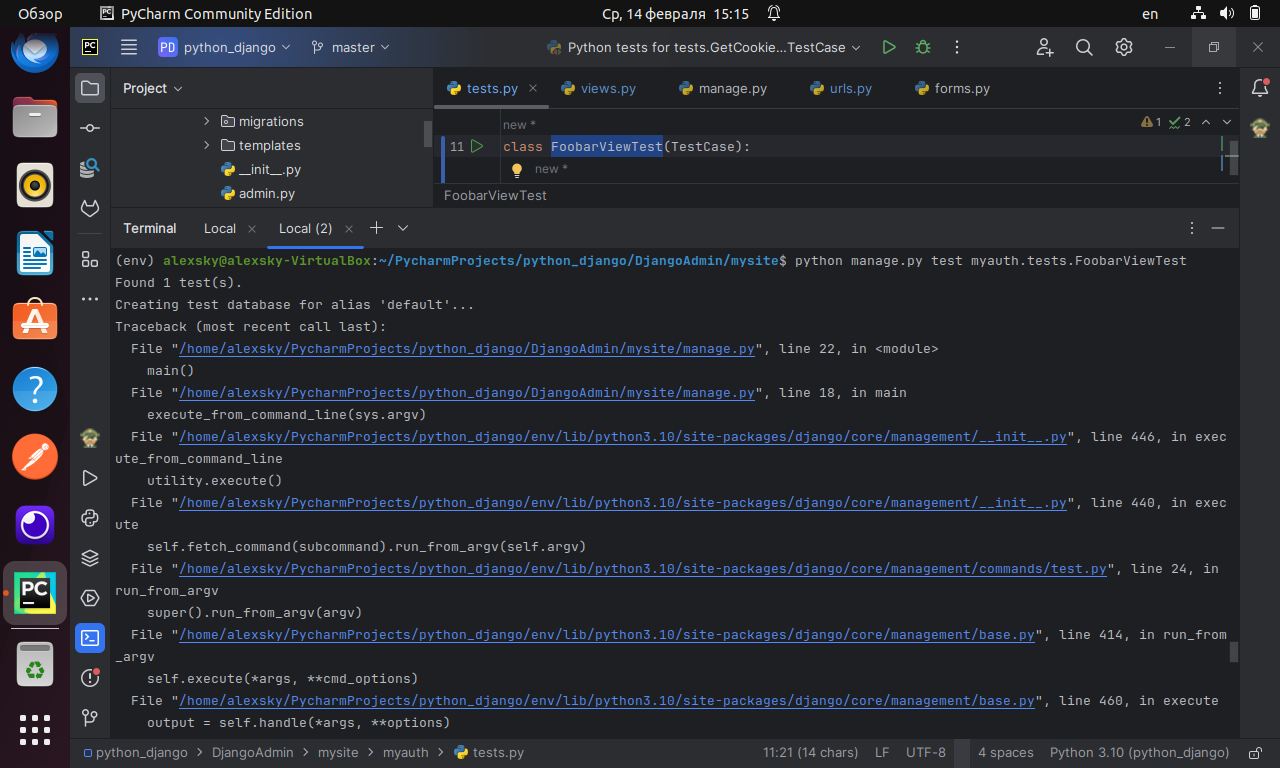 Обзор
PyCharm Community Edition
Ср, 14 февраля 15:15
en
PC
PD python_django
master
Python tests for tests.GetCookie...TestCase
Project
tests.py
views.py
manage.py
urls.py
forms.py
migrations
templates
__init__.py
admin.py
new *
1
2
11 class FoobarViewTest(TestCase):
new *
FoobarViewTest
Terminal
Local
Local (2)
(env) alexsky@alexsky-VirtualBox:~/PycharmProjects/python_django/DjangoAdmin/mysite$ python manage.py test myauth.tests.FoobarViewTest
Found 1 test(s).
Creating test database for alias 'default'...
Traceback (most recent call last):
  File "/home/alexsky/PycharmProjects/python_django/DjangoAdmin/mysite/manage.py", line 22, in <module>
    main()
  File "/home/alexsky/PycharmProjects/python_django/DjangoAdmin/mysite/manage.py", line 18, in main
    execute_from_command_line(sys.argv)
  File "/home/alexsky/PycharmProjects/python_django/env/lib/python3.10/site-packages/django/core/management/__init__.py", line 446, in exec
ute_from_command_line
    utility.execute()
  File "/home/alexsky/PycharmProjects/python_django/env/lib/python3.10/site-packages/django/core/management/__init__.py", line 440, in exec
ute
    self.fetch_command(subcommand).run_from_argv(self.argv)
  File "/home/alexsky/PycharmProjects/python_django/env/lib/python3.10/site-packages/django/core/management/commands/test.py", line 24, in
run_from_argv
    super().run_from_argv(argv)
  File "/home/alexsky/PycharmProjects/python_django/env/lib/python3.10/site-packages/django/core/management/base.py", line 414, in run_from
_argv
    self.execute(*args, **cmd_options)
  File "/home/alexsky/PycharmProjects/python_django/env/lib/python3.10/site-packages/django/core/management/base.py", line 460, in execute
    output = self.handle(*args, **options)
PC
python_django > DjangoAdmin > mysite > myauth > tests.py
11:21 (14 chars)
LF
UTF-8
4 spaces
Python 3.10 (python_django)